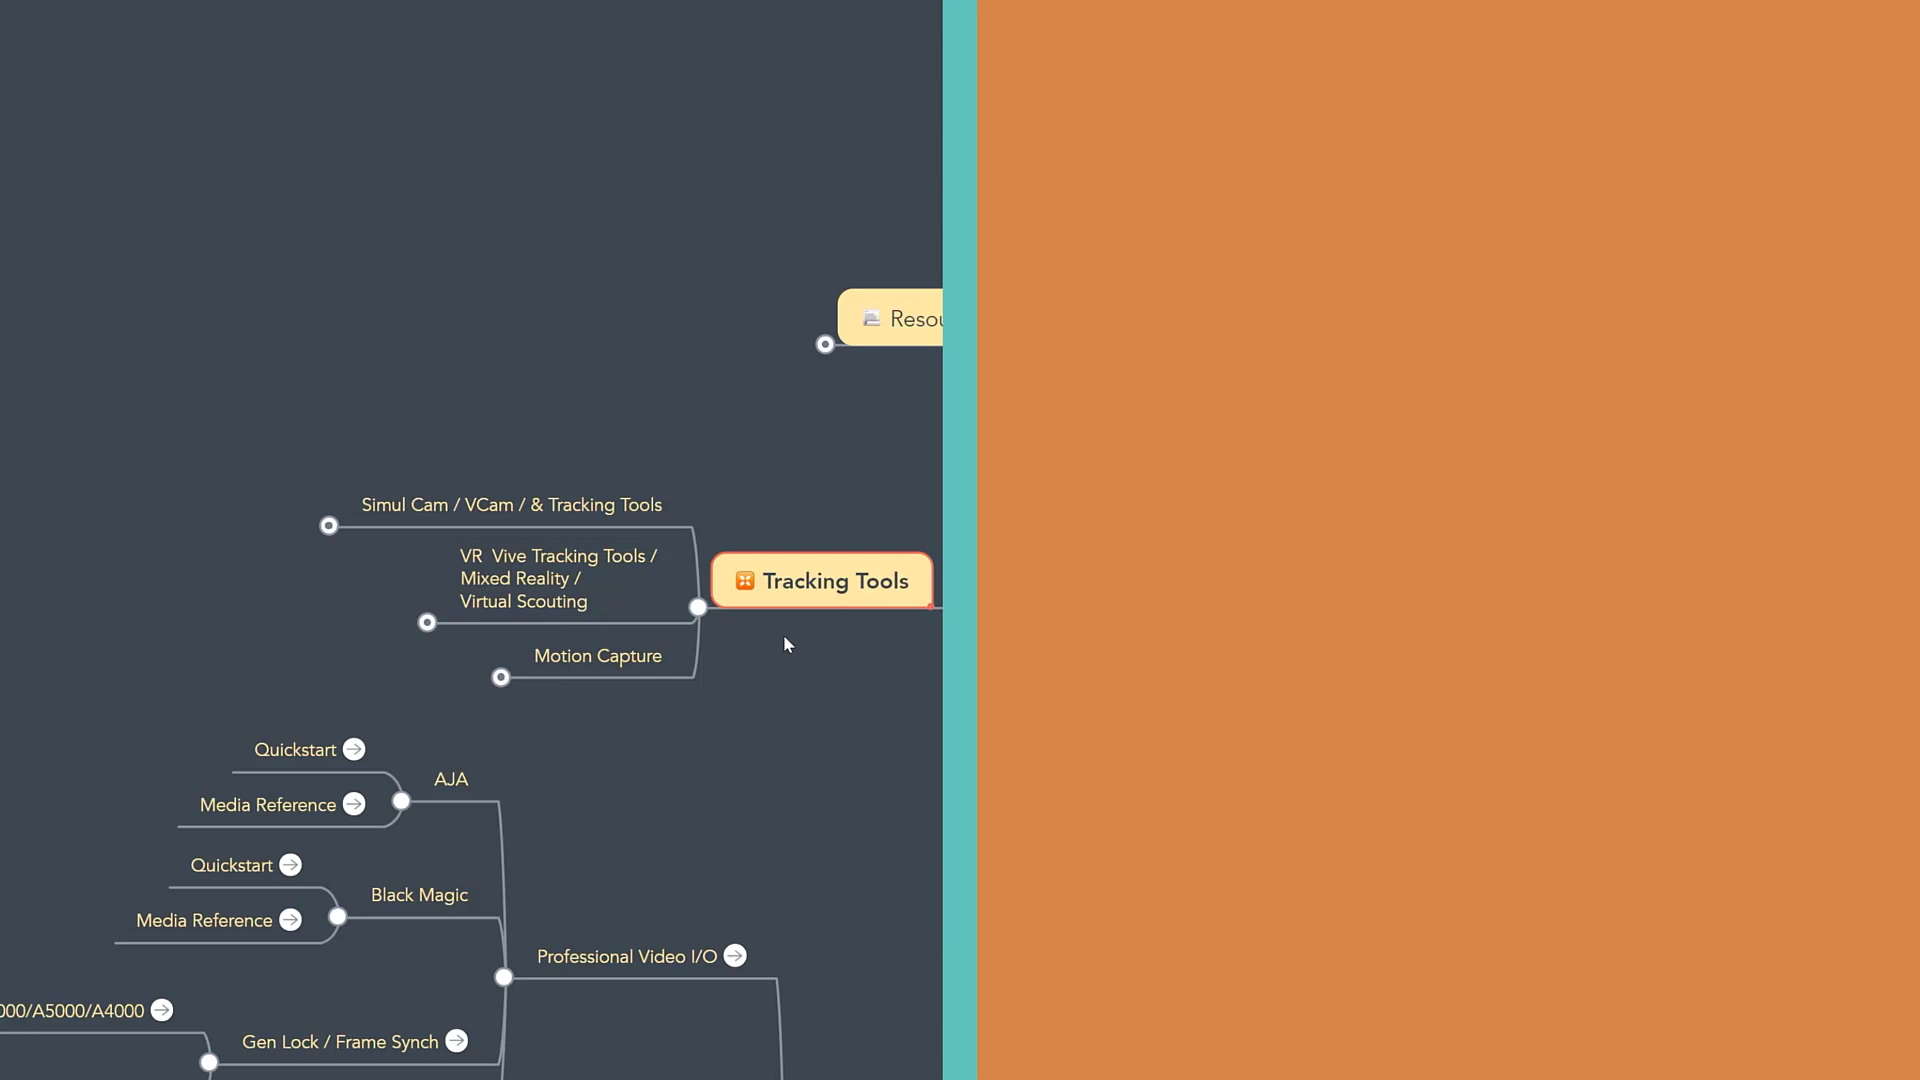 Resou
Simul Cam / VCam / & Tracking Tools
VR  Vive Tracking Tools /
Mixed Reality /
Virtual Scouting
Tracking Tools
Motion Capture
Quickstart
AJA
Media Reference
Quickstart
Black Magic
Media Reference
Professional Video I/O
000/A5000/A4000
Gen Lock / Frame Synch